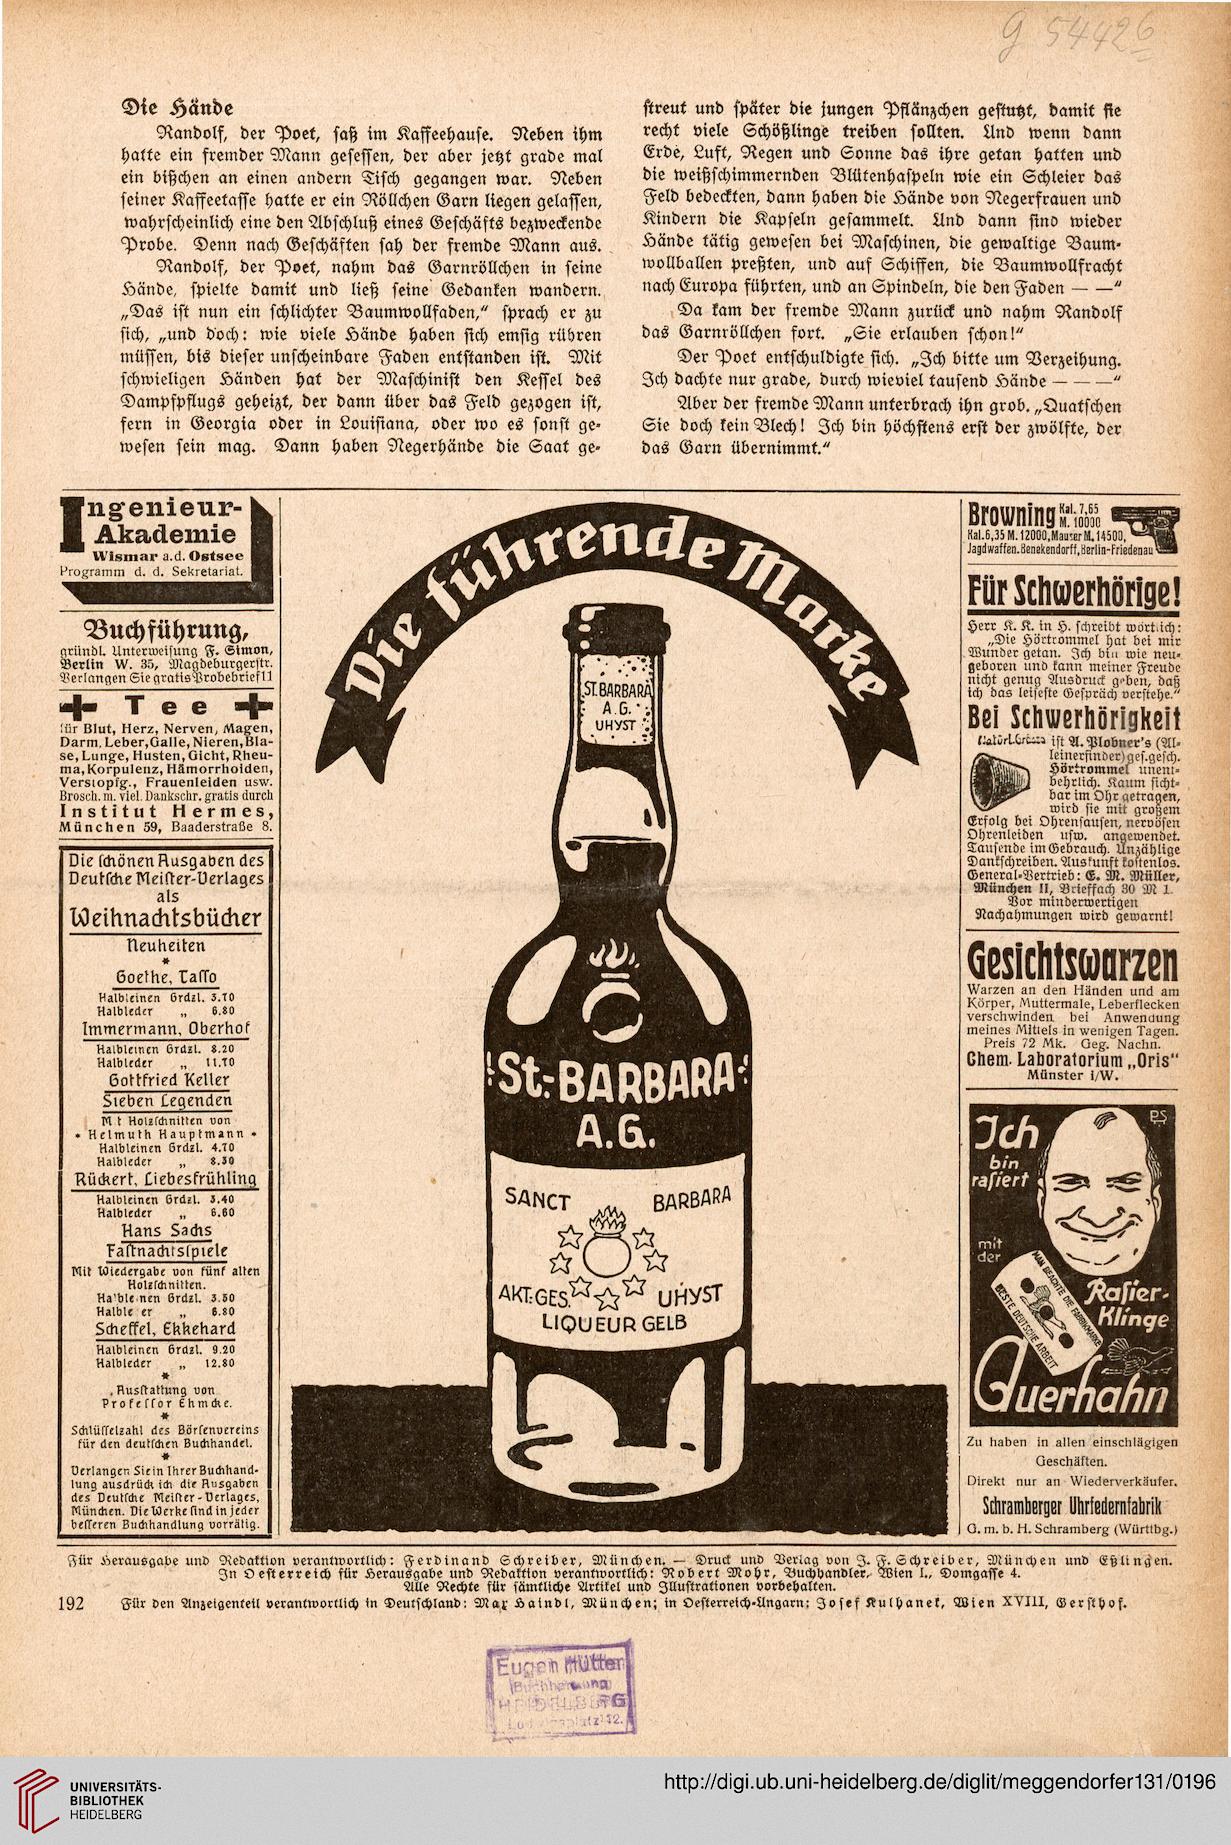 g 54426
Die Hände
Randolf, der Poet, saß im Kaffeehause. Neben ihm
hatte ein fremder Mann gesessen, der aber jetzt grade mal
ein bißchen an einen andern Tisch gegangen war. Neben
seiner Kaffeetasse hatte er ein Röllchen Garn liegen gelassen,
wahrscheinlich eine den Abschluß eines Geschäfts bezweckende
Probe. Denn nach Geschäften sah der fremde Mann aus.
Randolf, der Poet, nahm das Garnröllchen in seine
Hände, spielte damit und ließ seine Gedanken wandern.
„Das ist nun ein schlichter Baumwollfaden,“ sprach er zu
sich, „und doch: wie viele Hände haben sich emsig rühren
müssen, bis dieser unscheinbare Faden entstanden ist. Mit
schwieligen Händen hat der Maschinist den Kessel des
Dampfpflugs geheizt, der dann über das Feld gezogen ist,
fern in Georgia oder in Louisiana, oder wo es sonst ge-
wesen sein mag. Dann haben Negerhände die Saat ge-
streut und später die jungen Pflänzchen gestutzt, damit sie
recht viele Schößlinge treiben sollten. Und wenn dann
Erde, Luft, Regen und Sonne das ihre getan hatten und
die weißschimmernden Blütenhaspeln wie ein Schleier das
Feld bedeckten, dann haben die Hände von Negerfrauen und
Kindern die Kapseln gesammelt. Und dann sind wieder
Hände tätig gewesen bei Maschinen, die gewaltige Baum-
wollballen preßten, und auf Schiffen, die Baumwollfracht
nach Europa führten, und an Spindeln, die den Faden — —“
Da kam der fremde Mann zurück und nahm Randolf
das Garnröllchen fort. „Sie erlauben schon!“
Der Poet entschuldigte sich. „Ich bitte um Verzeihung.
Ich dachte nur grade, durch wieviel tausend Hände — — —“
Aber der fremde Mann unterbrach ihn grob. „Quatschen
Sie doch kein Blech! Ich bin höchstens erst der zwölfte, der
das Garn übernimmt.“
Ingenieur-
Akademie
Wismar a.d. Ostsee
Programm d. d. Sekretariat.
Buchführung,
gründl. Unterweisung F. Simon,
Berlin W. 35, Magdeburgerstr.
Verlangen Sie gratis Probebrief 11
Tee
für Blut, Herz, Nerven, Magen,
Darm, Leber, Galle, Nieren, Bla-
se, Lunge, Husten, Gicht, Rheu-
ma, Korpulenz, Hämorrhoiden,
Verstopfg., Frauenleiden usw.
Brosch. m. viel. Dankschr. gratis durch
Institut Hermes,
München 59, Baaderstraße 8.
Die schönen Ausgaben des
Deutsche Meister-Verlages
als
Weihnachtsbücher
Neuheiten
*
Goethe, Tasso
Halbleinen Grdzl. 3.70
Halbleder „ 6.80
Immermann, Oberhof
Halbleinen Grdzl. 8.20
Halbleder „ 11.70
Gottfried Keller
Sieben Legenden
Mit Holzschnitten von
* Helmuth Hauptmann *
Halbleinen Grdzl. 4.70
Halbleder „ 8.30
Rückert, Liebesfrühling
Halbleinen Grdzl. 3.40
Halbleder „ 6.60
Hans Sachs
Fastnachtsspiele
Mit Wiedergabe von fünf alten
Holzschnitten.
Halbleinen Grdzl. 3.50
Halbleder „ 6.80
Scheffel, Ekkehard
Halbleinen Grdzl. 9.20
Halbleder „ 12.80
*
Ausstattung von
Professor Ehmcke.
*
Schlüsselzahl des Börsenvereins
für den deutschen Buchhandel.
*
Verlangen Sie in Ihrer Buchhand-
lung ausdrücklich die Ausgaben
des Deutsche Meister-Verlages,
München. Die Werke sind in jeder
besseren Buchhandlung vorrätig.
Die führende Marke
ST. BARBARA
A.G.
UHYST
St.-BARBARA
A.G.
SANCT BARBARA
AKT.-GES. UHYST
LIQUEUR GELB
Browning Kal. 7,65
M. 10000
Kal. 6,35 M. 12000, Mauser M. 14500,
Jagdwaffen. Benekendorff, Berlin-Friedenau
Für Schwerhörige!
Herr K. K. in H. schreibt wörtlich:
„Die Hörtrommel hat bei mir
Wunder getan. Ich bin wie neu-
geboren und kann meiner Freude
nicht genug Ausdruck geben, daß
ich das leiseste Gespräch verstehe.“
Bei Schwerhörigkeit
Natürl. Grösse ist A. Plobner's (Al-
leinerfinder) ges. gesch.
Hörtrommel unent-
behrlich. Kaum sicht-
bar im Ohr getragen,
wird sie mit großem
Erfolg bei Ohrensausen, nervösen
Ohrenleiden usw. angewendet.
Tausende im Gebrauch. Unzählige
Dankschreiben. Auskunft kostenlos.
General-Vertrieb: E. M. Müller,
München II, Brieffach 30 M 1.
Vor minderwertigen
Nachahmungen wird gewarnt!
Gesichtswarzen
Warzen an den Händen und am
Körper, Muttermale, Leberflecken
verschwinden bei Anwendung
meines Mittels in wenigen Tagen.
Preis 72 Mk. Geg. Nachn.
Chem. Laboratorium „Oris“
Münster i/W.
Ich
bin
rasiert
mit
der
MAN BEACHTE DIE FABRIKMARKE
BESTE DEUTSCHE ARBEIT
Rasier-
Klinge
Auerhahn
Zu haben in allen einschlägigen
Geschäften.
Direkt nur an Wiederverkäufer.
Schramberger Uhrfedernfabrik
G. m. b. H. Schramberg (Württbg.)
Für Herausgabe und Redaktion verantwortlich: Ferdinand Schreiber, München. — Druck und Verlag von J. F. Schreiber, München und Eßlingen.
In Oesterreich für Herausgabe und Redaktion verantwortlich: Robert Mohr, Buchhändler, Wien I., Domgasse 4.
Alle Rechte für sämtliche Artikel und Illustrationen vorbehalten.
192 Für den Anzeigenteil verantwortlich in Deutschland: Max Haindl, München; in Oesterreich-Ungarn: Josef Kulhanek, Wien XVIII, Gersthof.
Eugen Hütter
Buchhandlung
HEIDELBERG
UNIVERSITÄTS-
BIBLIOTHEK
HEIDELBERG
http://digi.ub.uni-heidelberg.de/diglit/meggendorfer131/0196